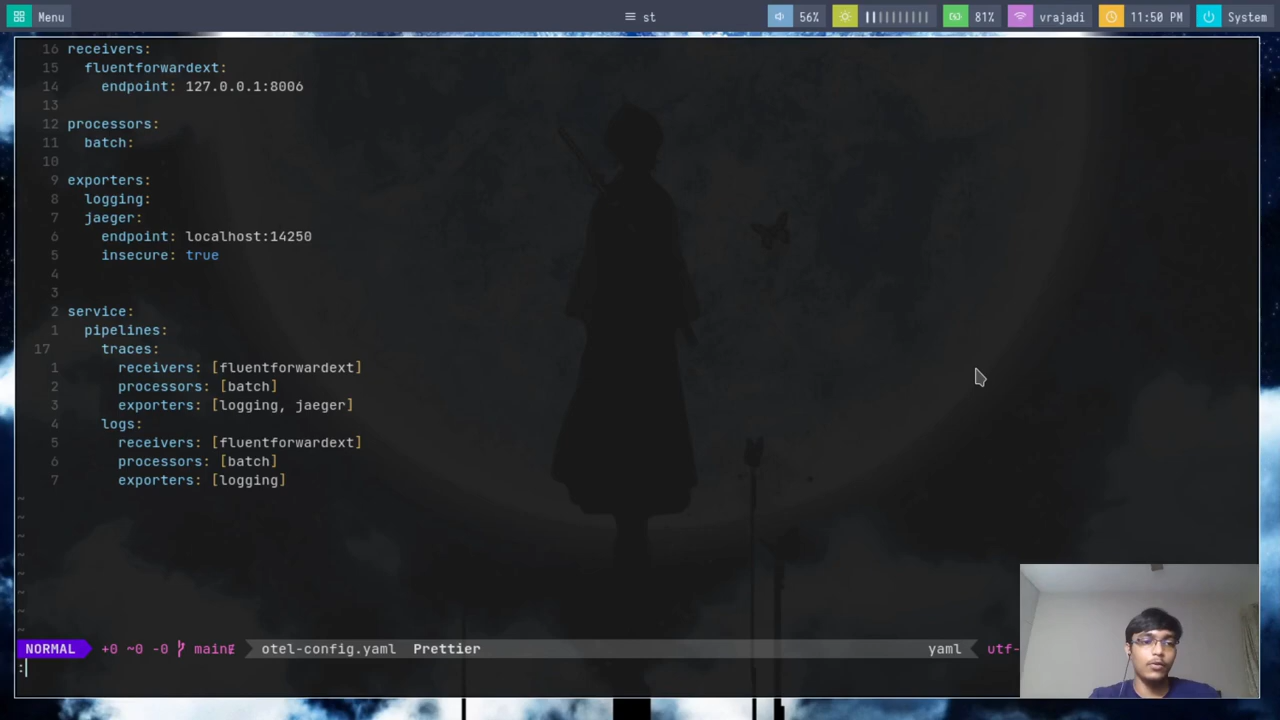 Menu
st
56%
81%
vrajadi
11:50 PM
System
16 receivers:
15 fluentforwardext:
14 endpoint: 127.0.0.1:8006
13
12 processors:
11 batch:
10
9 exporters:
8 logging:
7 jaeger:
6 endpoint: localhost:14250
5 insecure: true
4
3
2 service:
1 pipelines:
17 traces:
1 receivers: [fluentforwardext]
2 processors: [batch]
3 exporters: [logging, jaeger]
4 logs:
5 receivers: [fluentforwardext]
6 processors: [batch]
7 exporters: [logging]
~
~
~
~
~
~
~
~
NORMAL +0 ~0 -0 main otel-config.yaml Prettier yaml utf-
: